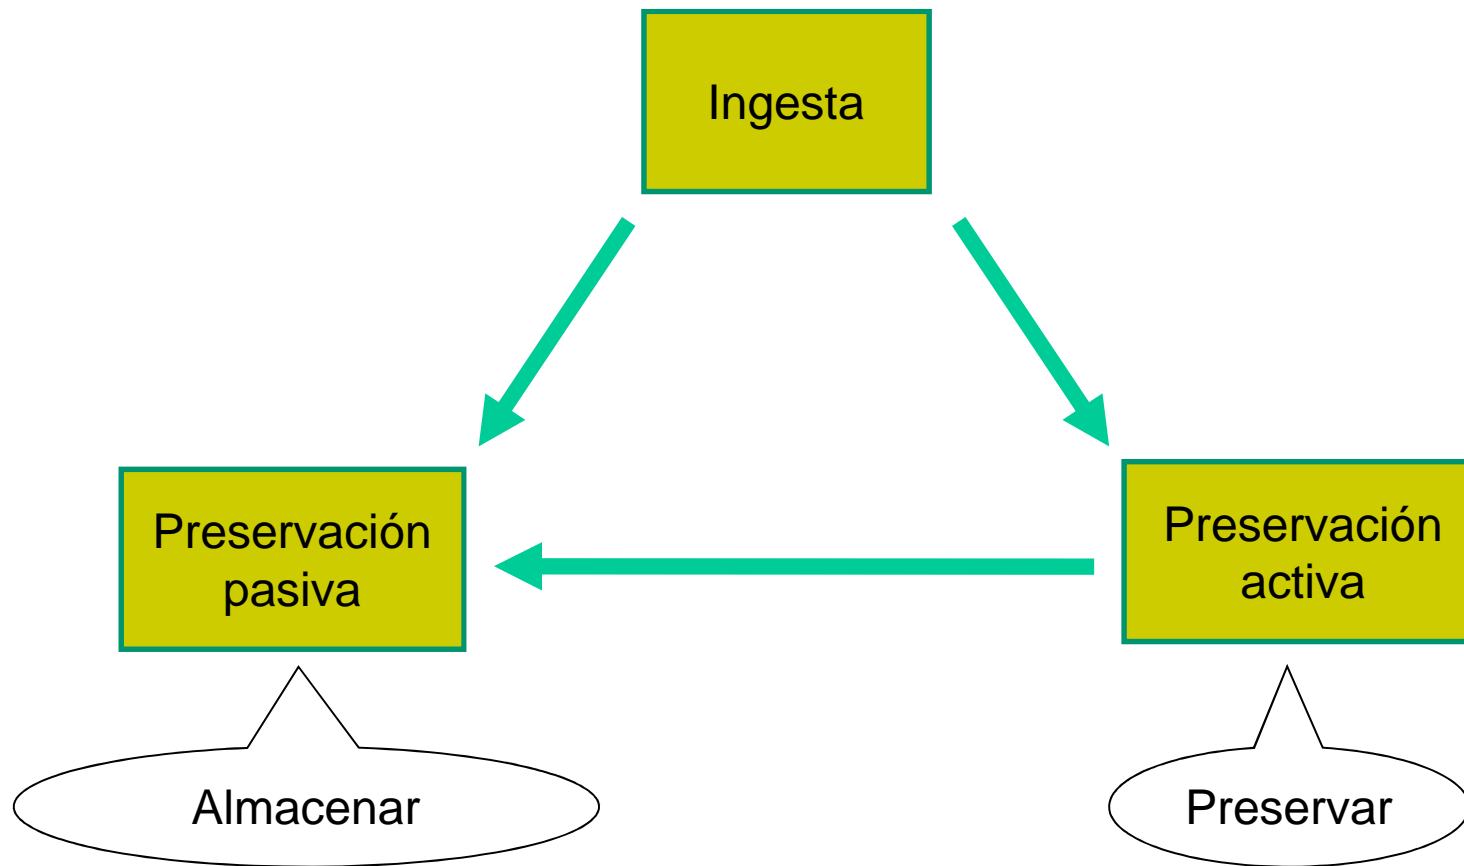 Ingesta
Preservación
pasiva
Preservación
activa
Almacenar
Preservar